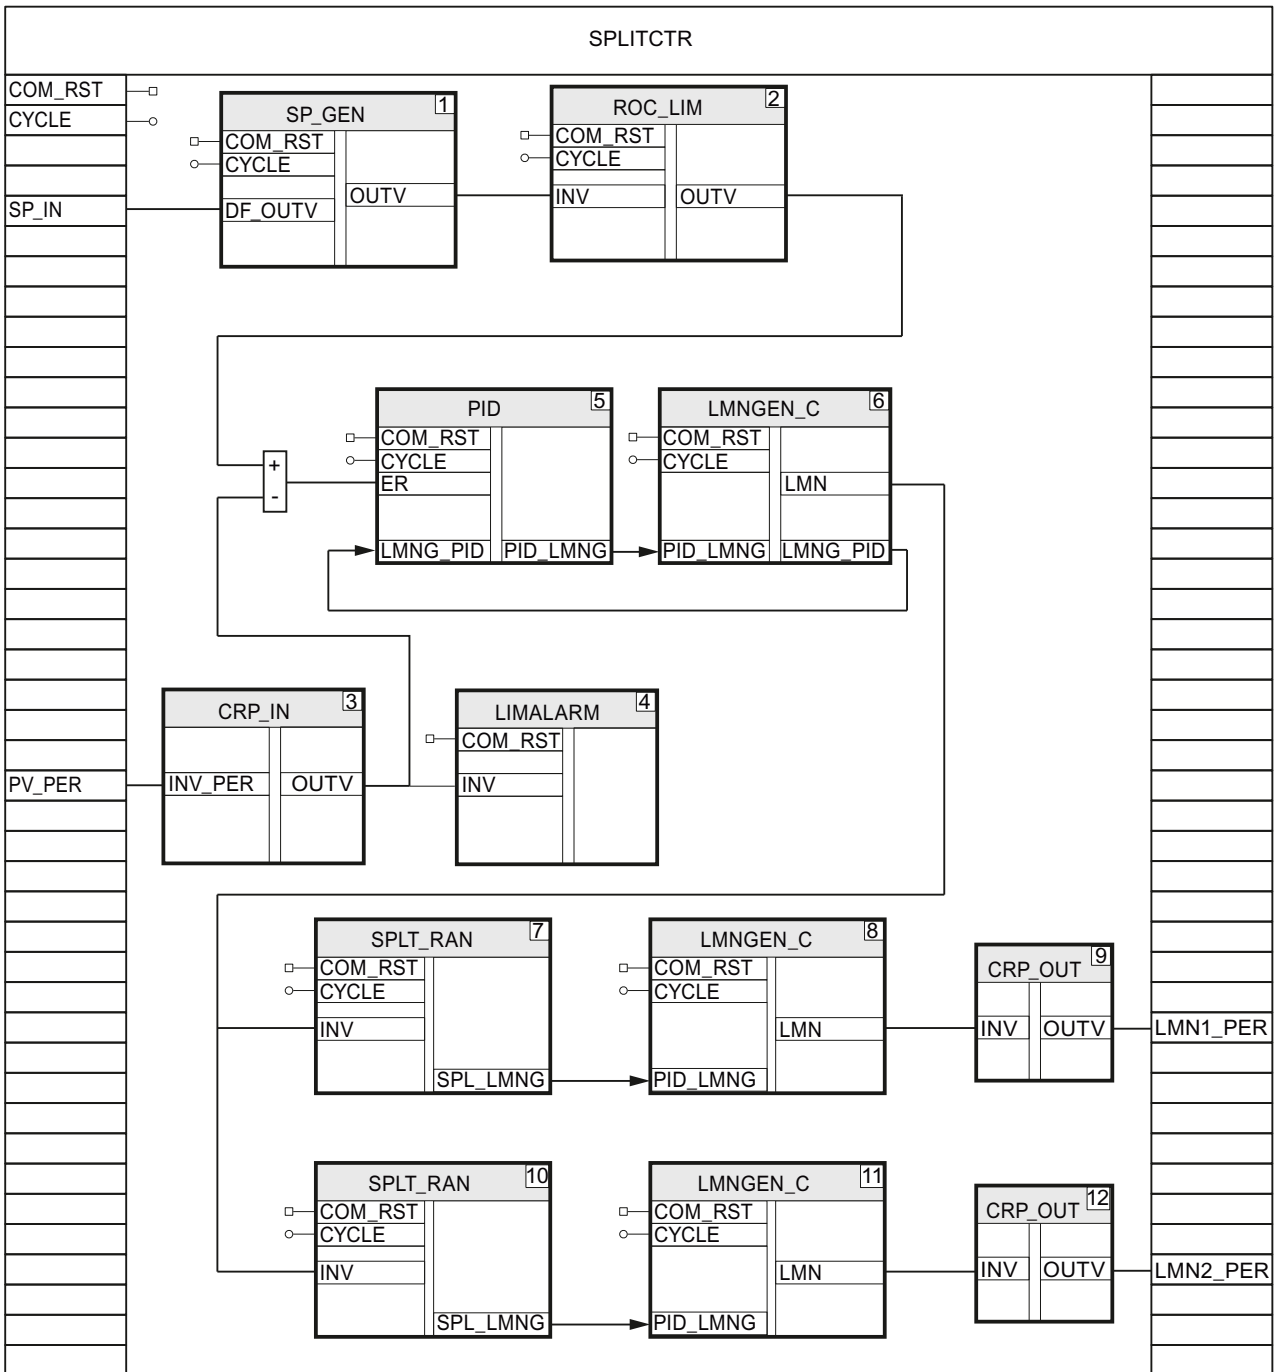 SPLITCTR
COM_RST
CYCLE
SP_IN
PV_PER
SP_GEN 1
COM_RST
CYCLE
DF_OUTV OUTV
ROC_LIM 2
COM_RST
CYCLE
INV OUTV
+
-
PID 5
COM_RST
CYCLE
ER
LMNG_PID PID_LMNG
LMNGEN_C 6
COM_RST
CYCLE
LMN
PID_LMNG LMNG_PID
CRP_IN 3
INV_PER OUTV
LIMALARM 4
COM_RST
INV
SPLT_RAN 7
COM_RST
CYCLE
INV
SPL_LMNG
LMNGEN_C 8
COM_RST
CYCLE
LMN
PID_LMNG
CRP_OUT 9
INV OUTV
LMN1_PER
SPLT_RAN 10
COM_RST
CYCLE
INV
SPL_LMNG
LMNGEN_C 11
COM_RST
CYCLE
LMN
PID_LMNG
CRP_OUT 12
INV OUTV
LMN2_PER